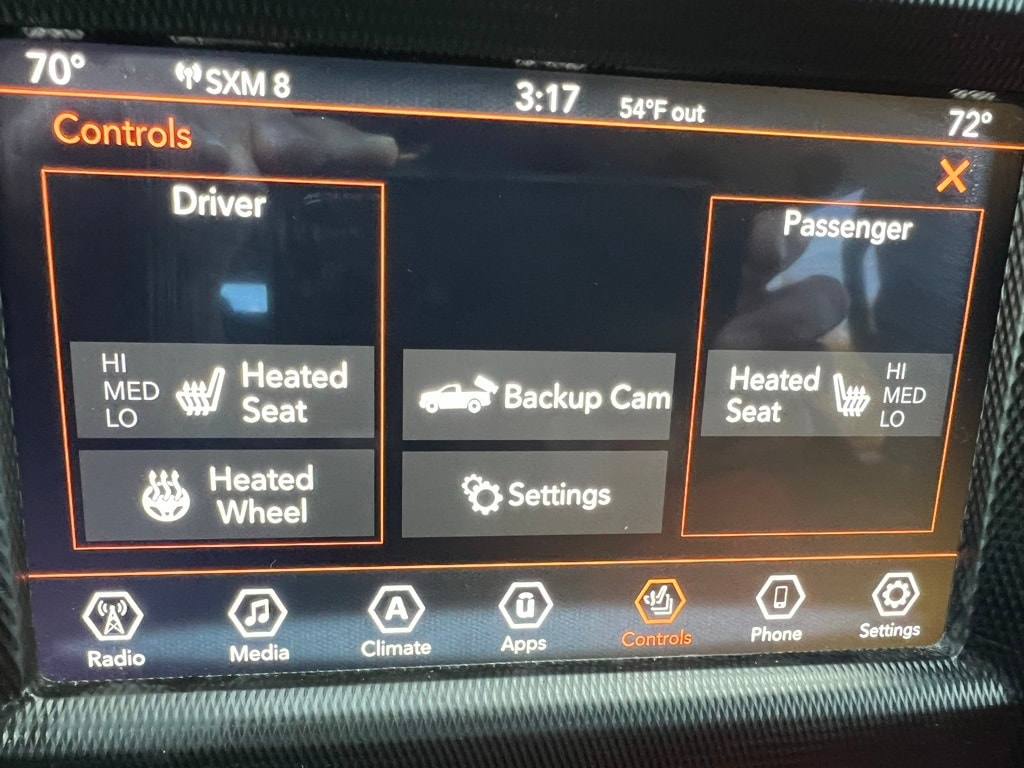 70° SXM 8 3:17 54°F out 72°
Controls
X
Driver
Passenger
HI
MED
LO
Heated
Seat
Backup Cam
Heated
Seat
HI
MED
LO
Heated
Wheel
Settings
A
Radio Media Climate Apps Controls Phone Settings